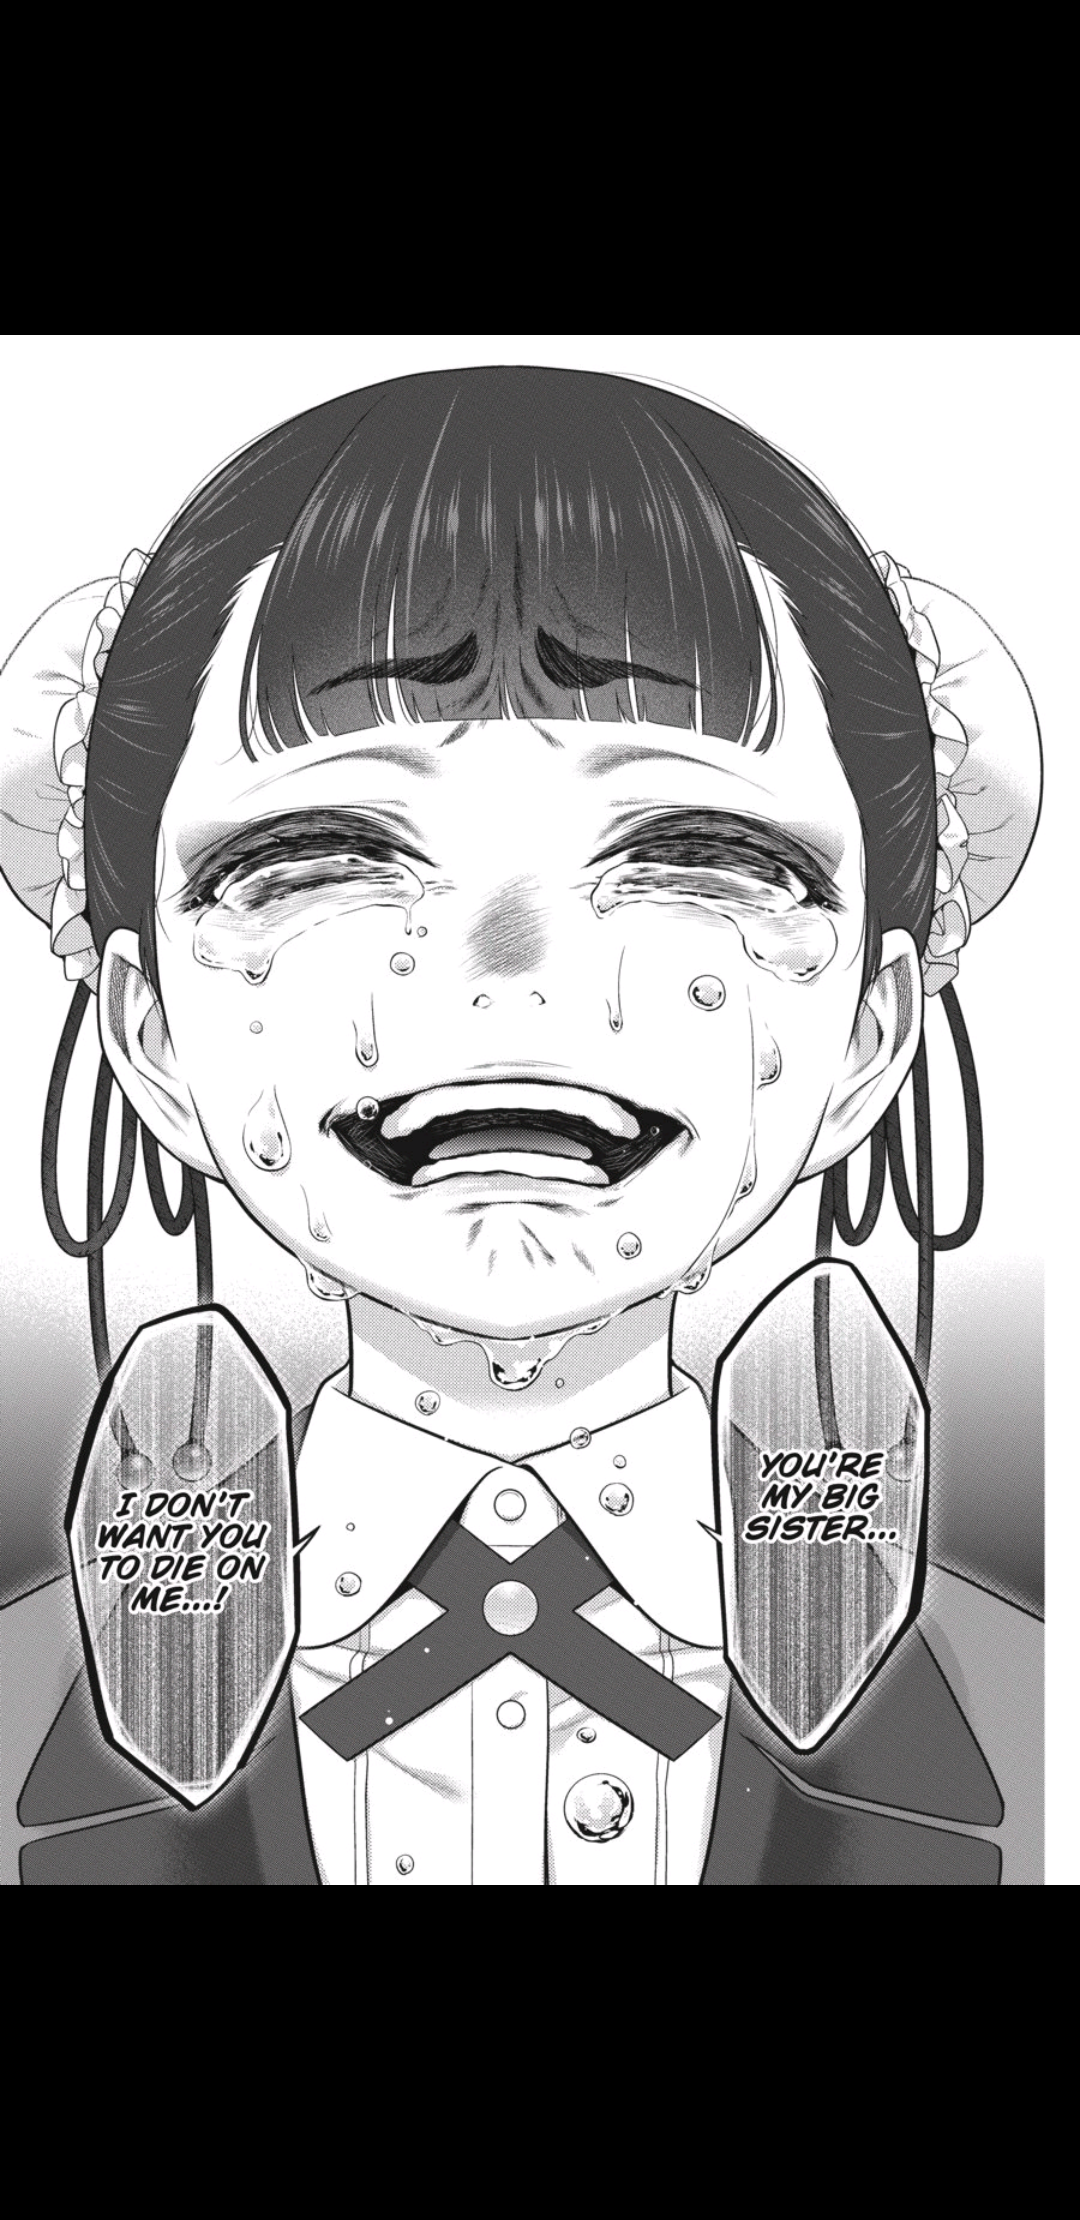 YOU'RE
MY BIG
SISTER...
I DON'T
WANT YOU
TO DIE ON
ME...!